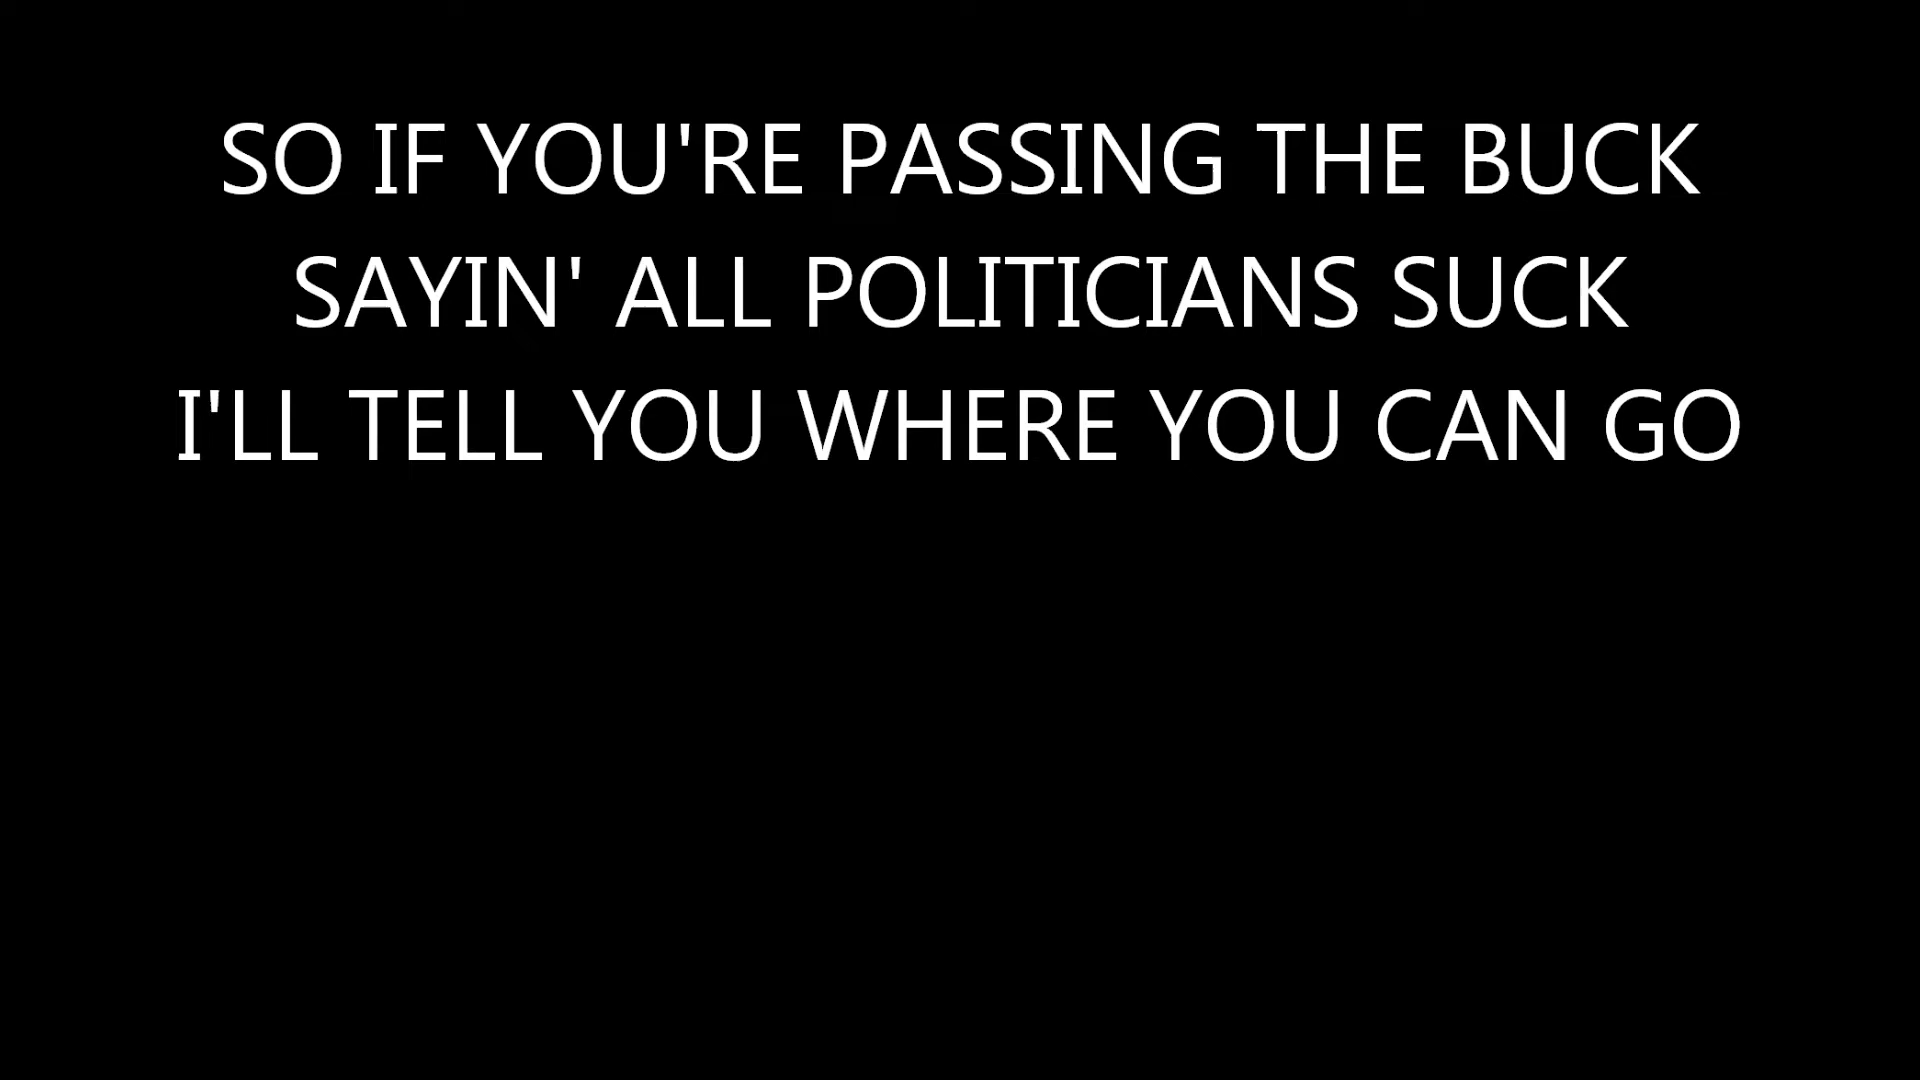 SO IF YOU'RE PASSING THE BUCK
SAYIN' ALL POLITICIANS SUCK
I'LL TELL YOU WHERE YOU CAN GO